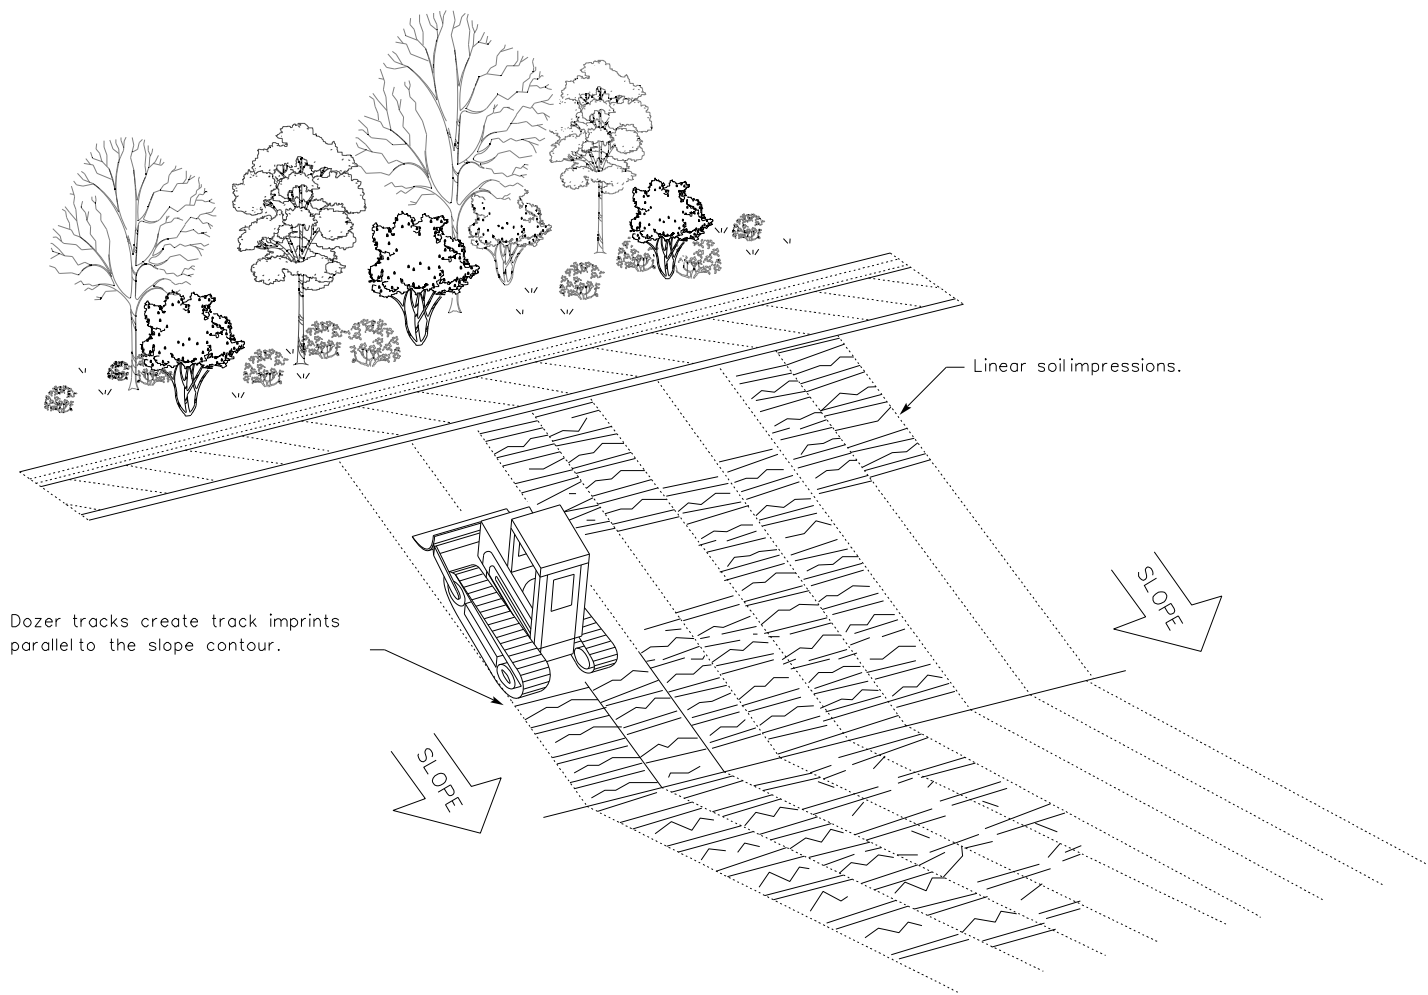 Linear soil impressions.
SLOPE
Dozer tracks create track imprints
parallel to the slope contour.
SLOPE